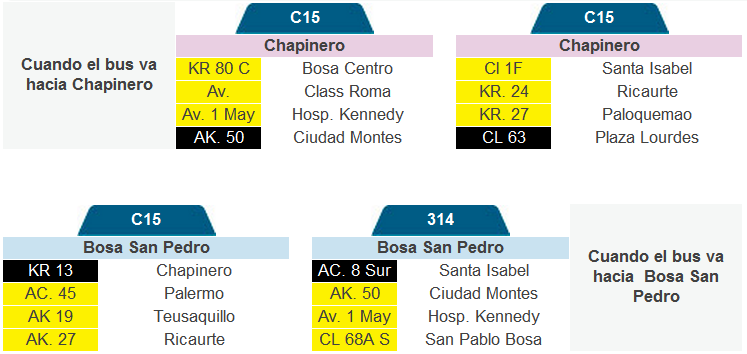 Cuando el bus va
hacia Chapinero
C15
Chapinero
KR 80 C Bosa Centro
Av. Class Roma
Av. 1 May Hosp. Kennedy
AK. 50 Ciudad Montes
C15
Chapinero
Cl 1F Santa Isabel
KR. 24 Ricaurte
KR. 27 Paloquemao
CL 63 Plaza Lourdes
C15
Bosa San Pedro
KR 13 Chapinero
AC. 45 Palermo
AK 19 Teusaquillo
AK. 27 Ricaurte
314
Bosa San Pedro
AC. 8 Sur Santa Isabel
AK. 50 Ciudad Montes
Av. 1 May Hosp. Kennedy
CL 68A S San Pablo Bosa
Cuando el bus va
hacia Bosa San
Pedro